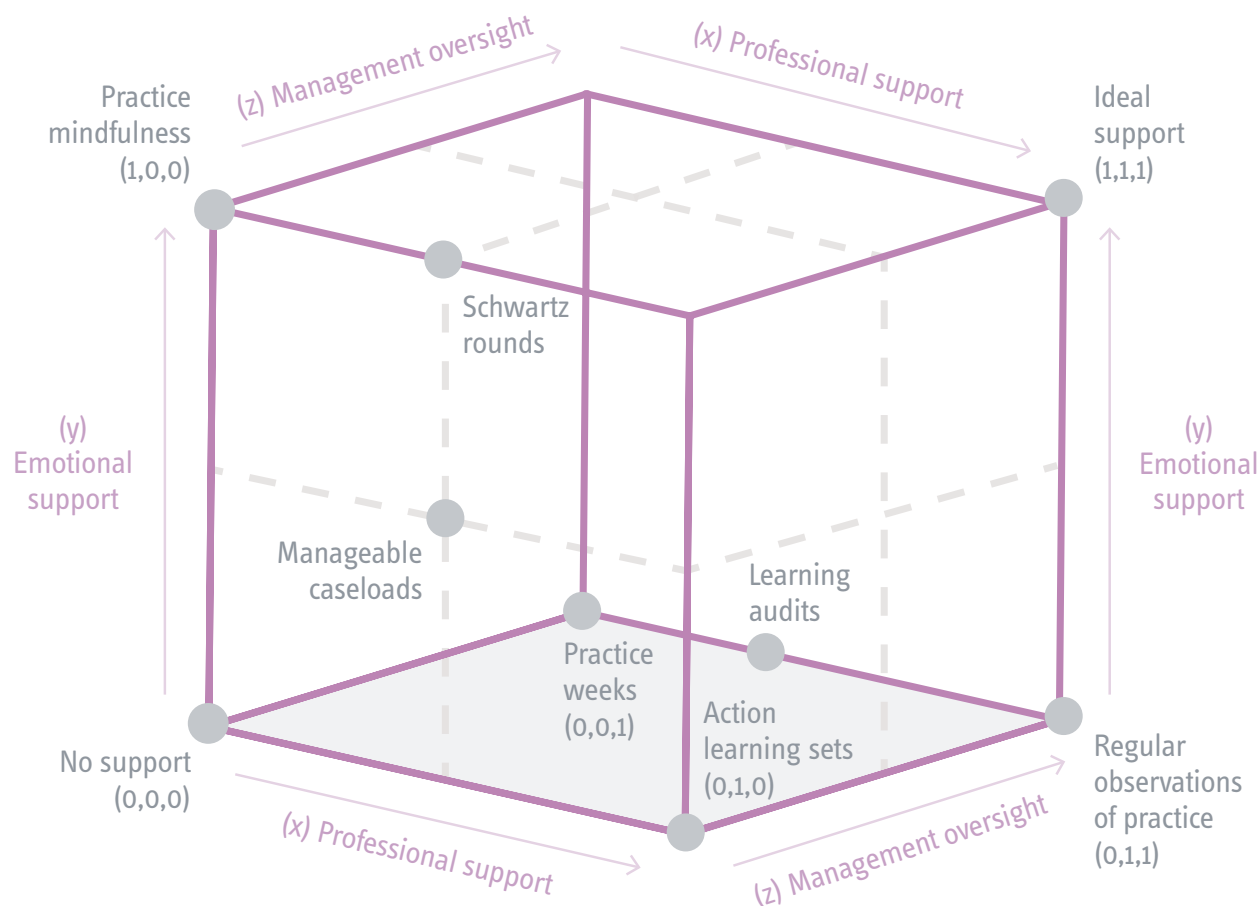 (z) Management oversight
(x) Professional support
Practice
mindfulness
(1,0,0)
Ideal
support
(1,1,1)
Schwartz
rounds
(y)
Emotional
support
(y)
Emotional
support
Manageable
caseloads
Learning
audits
Practice
weeks
(0,0,1)
Action
learning sets
(0,1,0)
No support
(0,0,0)
Regular
observations
of practice
(0,1,1)
(x) Professional support
(z) Management oversight